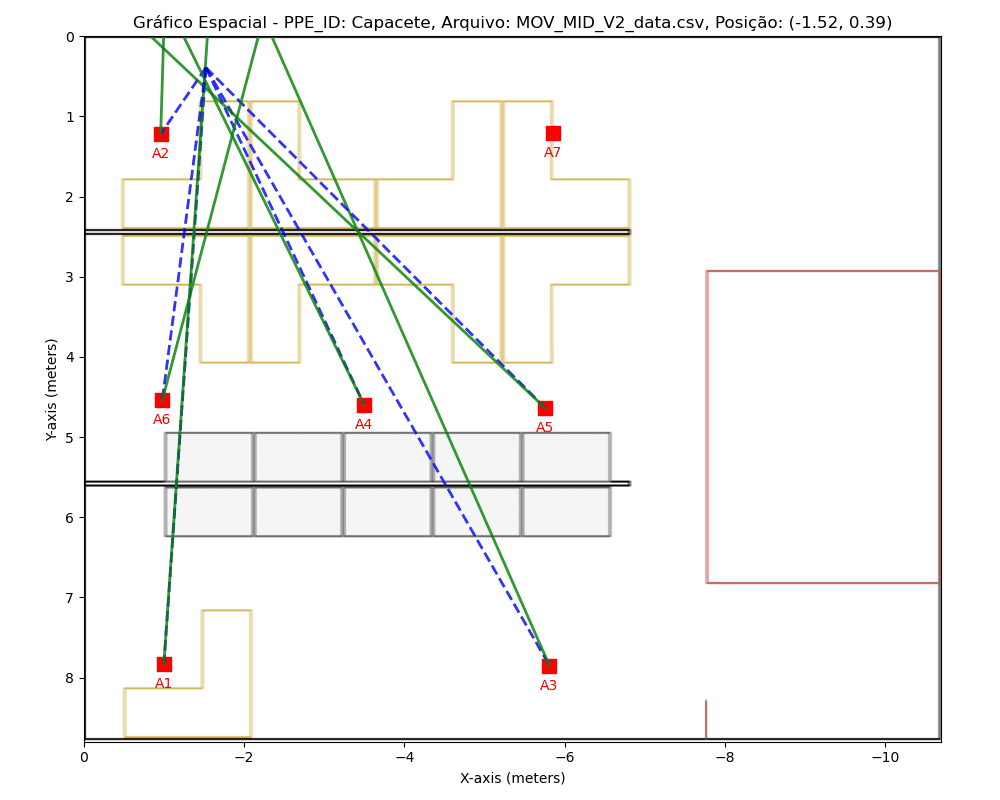 Gráfico Espacial - PPE_ID: Capacete, Arquivo: MOV_MID_V2_data.csv, Posição: (-1.52, 0.39)
0
1
2
3
4
5
6
7
8
Y-axis (meters)
A2
A7
A6
A4
A5
A1
A3
0
−2
−4
−6
−8
−10
X-axis (meters)